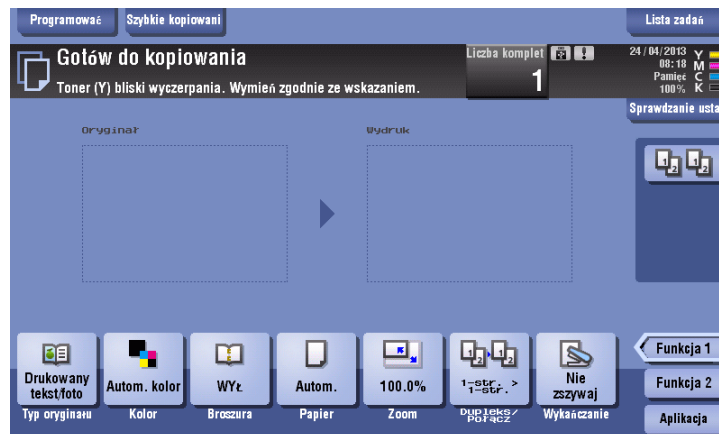 Programować
Szybkie kopiowani
Lista zadań
Gotów do kopiowania
Toner (Y) bliski wyczerpania. Wymień zgodnie ze wskazaniem.
Liczba komplet
1
24/04/2013
08:18
Pamięć
100%
Y
M
C
K
Sprawdzanie usta
Oryginał
Wydruk
Drukowany
tekst/foto
Autom. kolor
WYŁ
Autom.
100.0%
1-str. >
1-str.
Nie
zszywaj
Typ oryginału
Kolor
Broszura
Papier
Zoom
Dupleks/
Połącz
Wykańczanie
Funkcja 1
Funkcja 2
Aplikacja